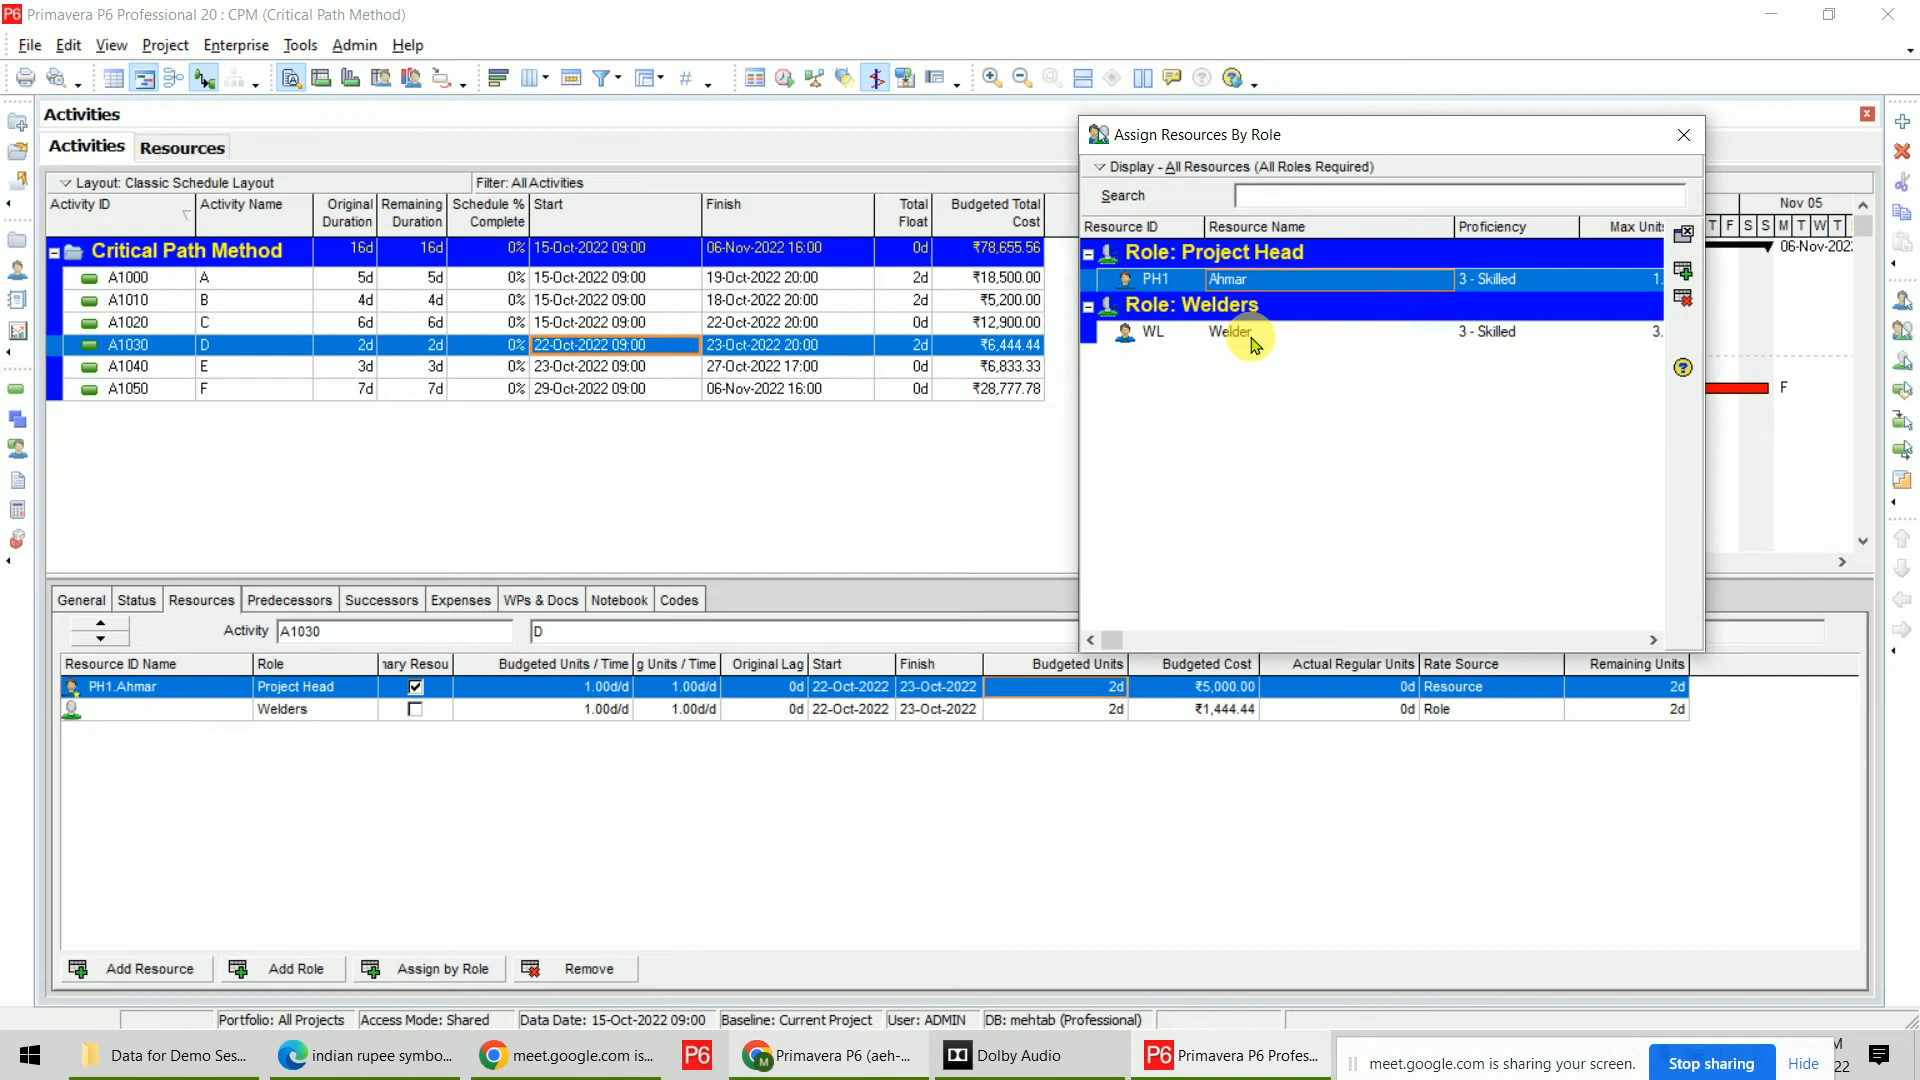 Primavera P6 Professional 20 : CPM (Critical Path Method)
File Edit View Project Enterprise Tools Admin Help
Activities
Activities Resources
Layout: Classic Schedule Layout Filter: All Activities
Activity ID Activity Name Original Duration Remaining Duration Schedule % Complete Start Finish Total Float Budgeted Total Cost
Critical Path Method 16d 16d 0% 15-Oct-2022 09:00 06-Nov-2022 16:00 0d ₹78,655.56
A1000 A 5d 5d 0% 15-Oct-2022 09:00 19-Oct-2022 20:00 2d ₹18,500.00
A1010 B 4d 4d 0% 15-Oct-2022 09:00 18-Oct-2022 20:00 2d ₹5,200.00
A1020 C 6d 6d 0% 15-Oct-2022 09:00 22-Oct-2022 20:00 0d ₹12,900.00
A1030 D 2d 2d 0% 22-Oct-2022 09:00 23-Oct-2022 20:00 2d ₹6,444.44
A1040 E 3d 3d 0% 23-Oct-2022 09:00 27-Oct-2022 17:00 0d ₹6,833.33
A1050 F 7d 7d 0% 29-Oct-2022 09:00 06-Nov-2022 16:00 0d ₹28,777.78
Assign Resources By Role
Display - All Resources (All Roles Required)
Search
Resource ID Resource Name Proficiency Max Units
Role: Project Head
PH1 Ahmar 3 - Skilled 1.
Role: Welders
WL Welder 3 - Skilled 3.
Nov 05
T F S S M T W T
06-Nov-202
F
General Status Resources Predecessors Successors Expenses WPs & Docs Notebook Codes
Activity A1030 D
Resource ID Name Role nary Resou Budgeted Units / Time g Units / Time Original Lag Start Finish Budgeted Units Budgeted Cost Actual Regular Units Rate Source Remaining Units
PH1.Ahmar Project Head 1.00d/d 1.00d/d 0d 22-Oct-2022 23-Oct-2022 2d ₹5,000.00 0d Resource 2d
Welders 1.00d/d 1.00d/d 0d 22-Oct-2022 23-Oct-2022 2d ₹1,444.44 0d Role 2d
Add Resource Add Role Assign by Role Remove
Portfolio: All Projects Access Mode: Shared Data Date: 15-Oct-2022 09:00 Baseline: Current Project User: ADMIN DB: mehtab (Professional)
Data for Demo Ses... indian rupee symbo... meet.google.com is... P6 Primavera P6 (aeh-... Dolby Audio Primavera P6 Profes... meet.google.com is sharing your screen. Stop sharing Hide
M
22